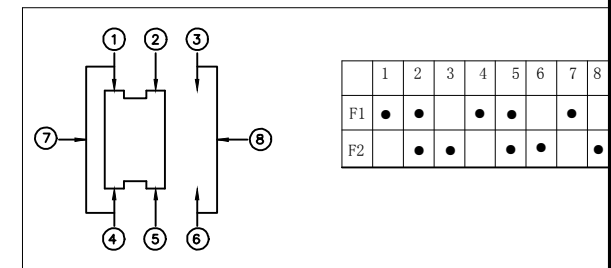 ① ② ③
⑦ ⑧
④ ⑤ ⑥
1 2 3 4 5 6 7 8
F1 ● ● ● ● ●
F2 ● ● ● ● ●